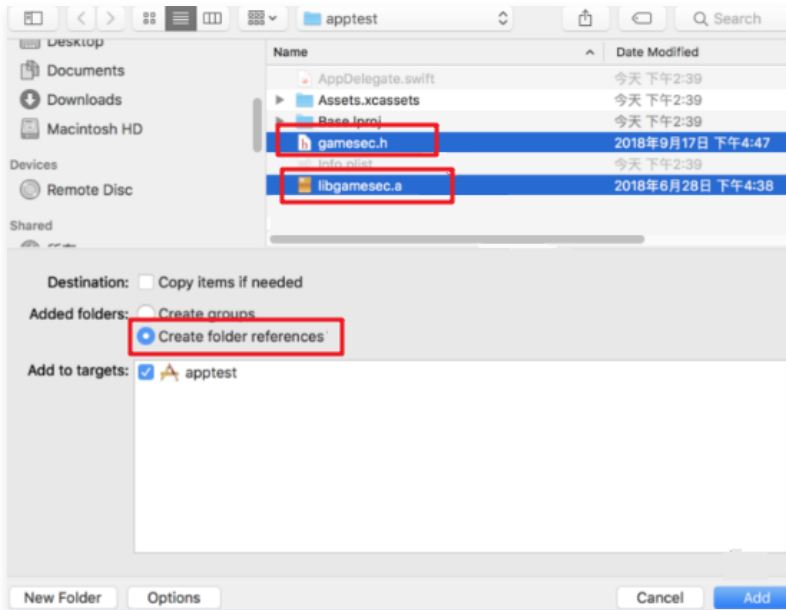 apptest
Search
Desktop
Documents
Downloads
Macintosh HD
Devices
Remote Disc
Shared
Name
Date Modified
AppDelegate.swift 今天 下午2:39
Assets.xcassets 今天 下午2:39
Base.lproj 今天 下午2:39
gamesec.h 2018年9月17日 下午4:47
Info.plist 今天 下午2:39
libgamesec.a 2018年6月28日 下午4:38
Destination: Copy items if needed
Added folders: Create groups
Create folder references
Add to targets: apptest
New Folder
Options
Cancel
Add